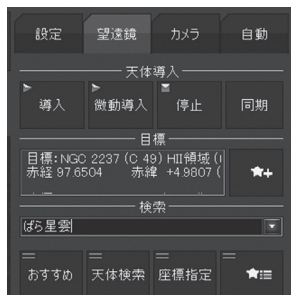 設定 望遠鏡 カメラ 自動
天体導入
導入 微動導入 停止 同期
目標
目標: NGC 2237 (C 49) HII領域 (
赤経 97.6504 赤緯 +4.9807 (
検索
ばら星雲
おすすめ 天体検索 座標指定